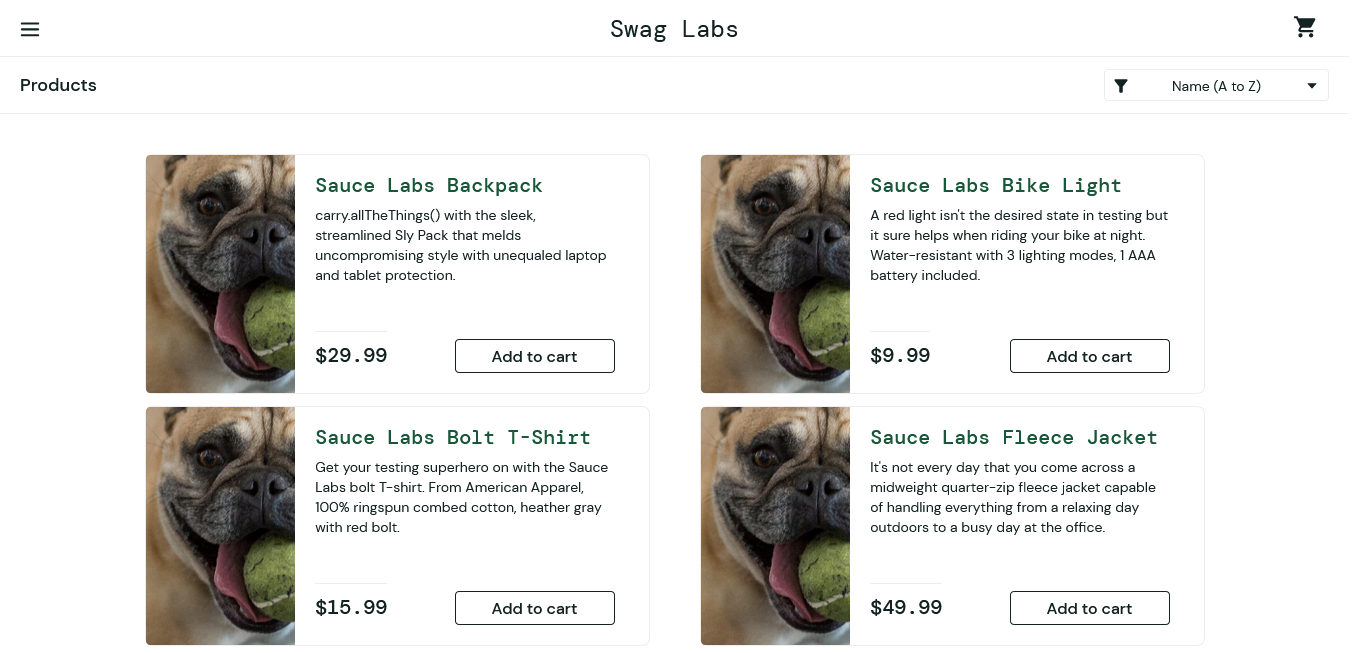 Swag Labs
Products
Name (A to Z)
Sauce Labs Backpack
carry.allTheThings() with the sleek,
streamlined Sly Pack that melds
uncompromising style with unequaled laptop
and tablet protection.
$29.99
Add to cart
Sauce Labs Bike Light
A red light isn't the desired state in testing but
it sure helps when riding your bike at night.
Water-resistant with 3 lighting modes, 1 AAA
battery included.
$9.99
Add to cart
Sauce Labs Bolt T-Shirt
Get your testing superhero on with the Sauce
Labs bolt T-shirt. From American Apparel,
100% ringspun combed cotton, heather gray
with red bolt.
$15.99
Add to cart
Sauce Labs Fleece Jacket
It's not every day that you come across a
midweight quarter-zip fleece jacket capable
of handling everything from a relaxing day
outdoors to a busy day at the office.
$49.99
Add to cart